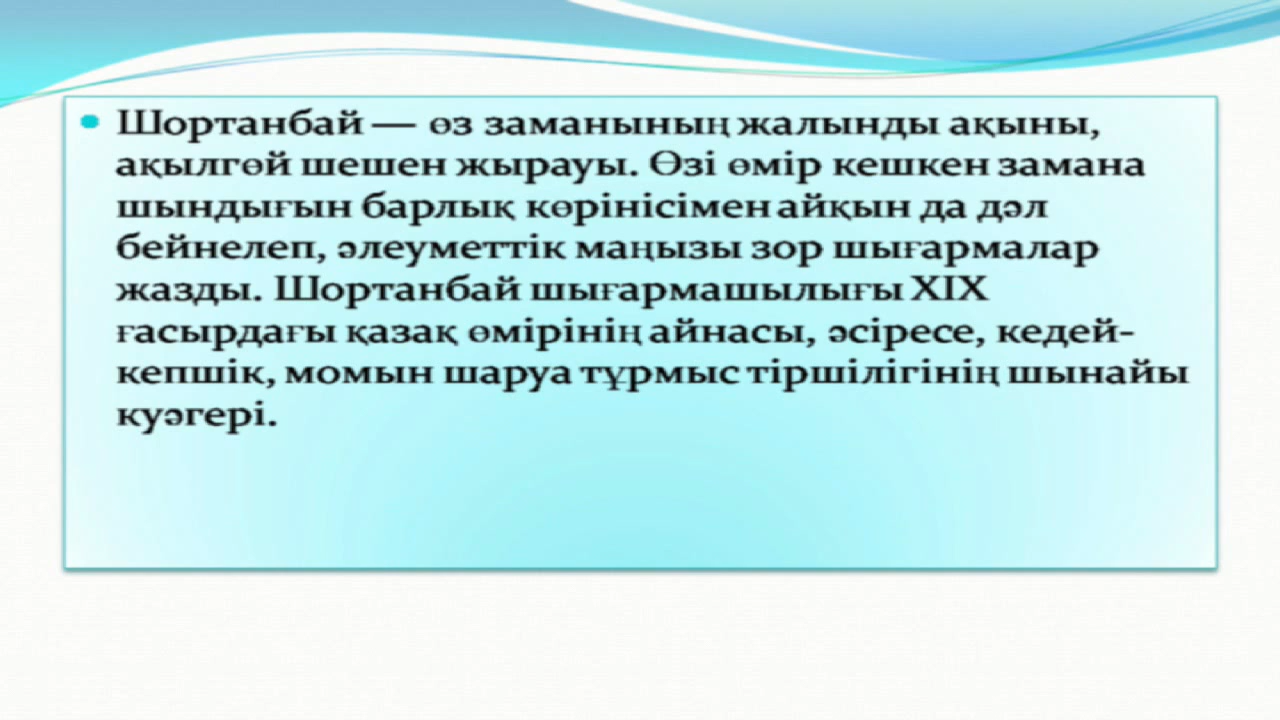 Шортанбай — өз заманының жалынды ақыны,
ақылгөй шешен жырауы. Өзі өмір кешкен замана
шындығын барлық көрінісімен айқын да дәл
бейнелеп, әлеуметтік маңызы зор шығармалар
жазды. Шортанбай шығармашылығы XIX
ғасырдағы қазақ өмірінің айнасы, әсіресе, кедей-
кепшік, момын шаруа тұрмыс тіршілігінің шынайы
куәгері.